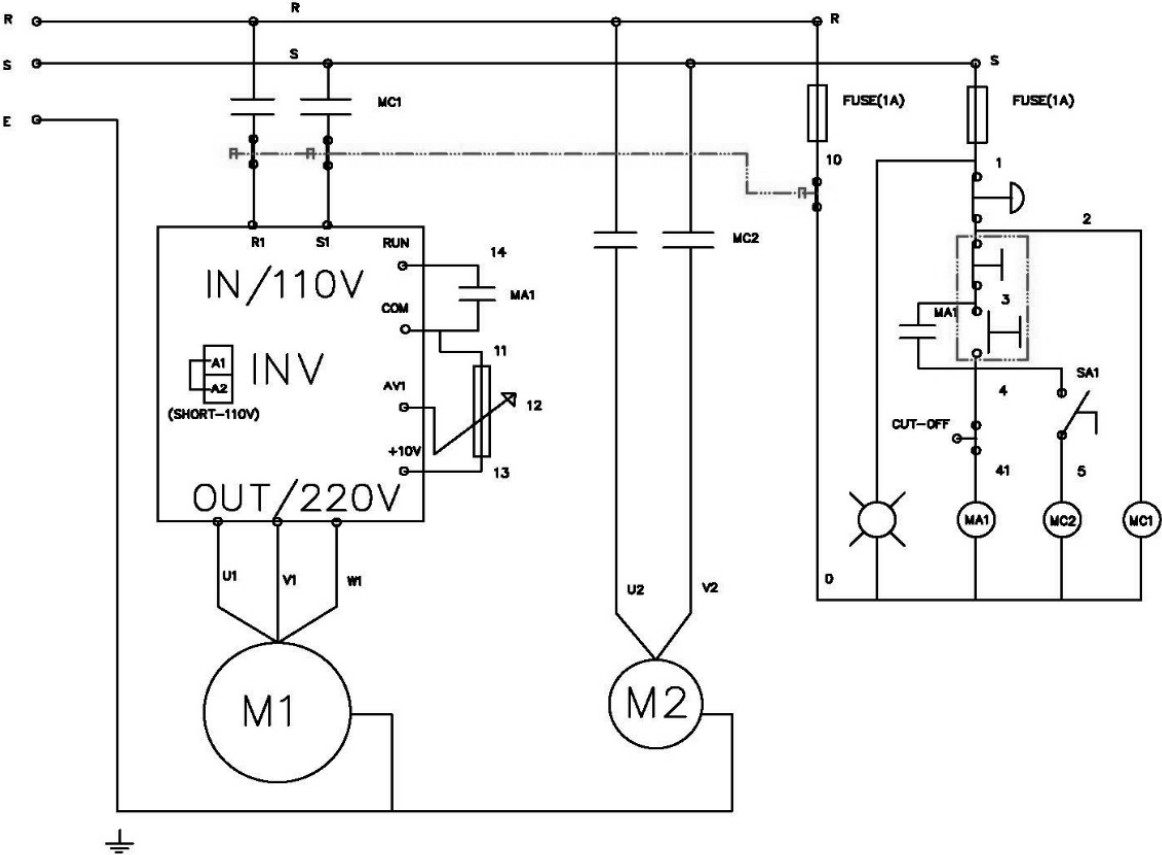 R
R
R
S
S
S
E
MC1
FUSE(1A)
FUSE(1A)
10
1
2
R1
S1
RUN
14
MC2
IN/110V
MA1
3
MA1
COM
11
A1
INV
A2
(SHORT-110V)
AV1
12
SA1
4
CUT-OFF
+10V
13
41
5
OUT/220V
MA1
MC2
MC1
U1
V1
W1
U2
V2
D
M1
M2